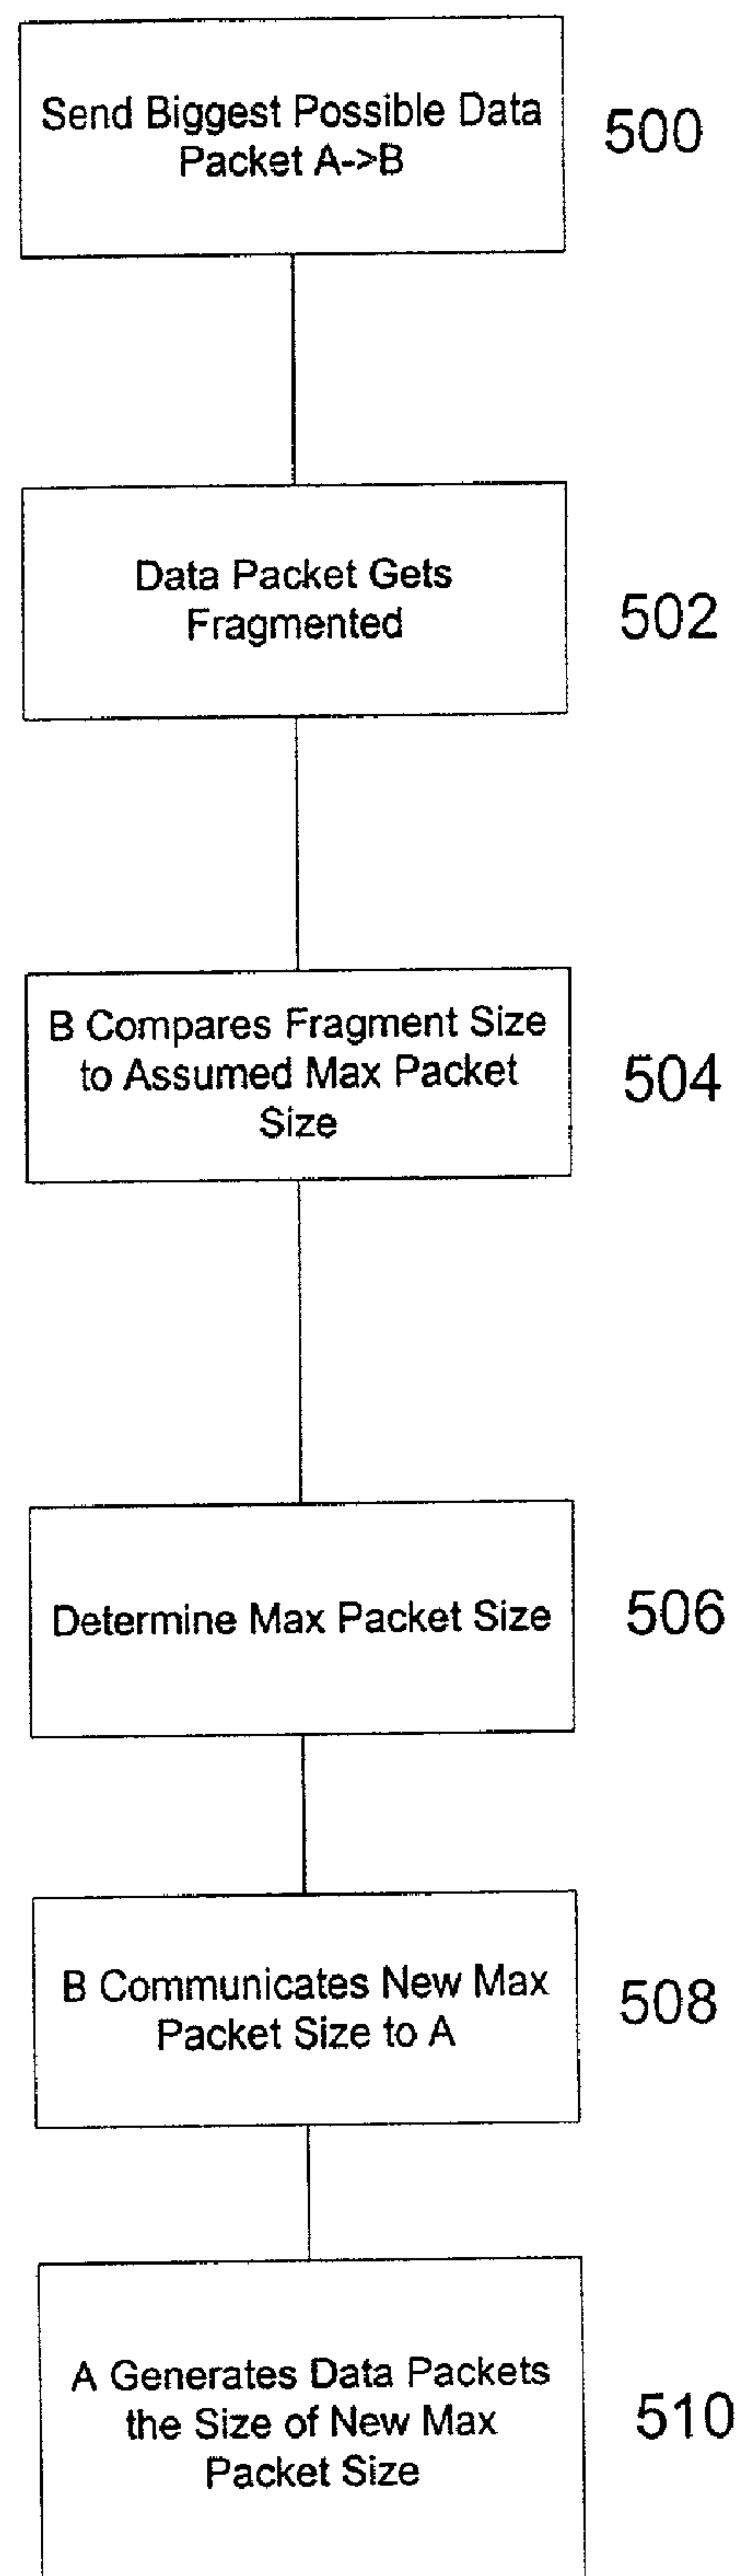 Send Biggest Possible Data
Packet A->B
500
Data Packet Gets
Fragmented
502
B Compares Fragment Size
to Assumed Max Packet
Size
504
Determine Max Packet Size
506
B Communicates New Max
Packet Size to A
508
A Generates Data Packets
the Size of New Max
Packet Size
510